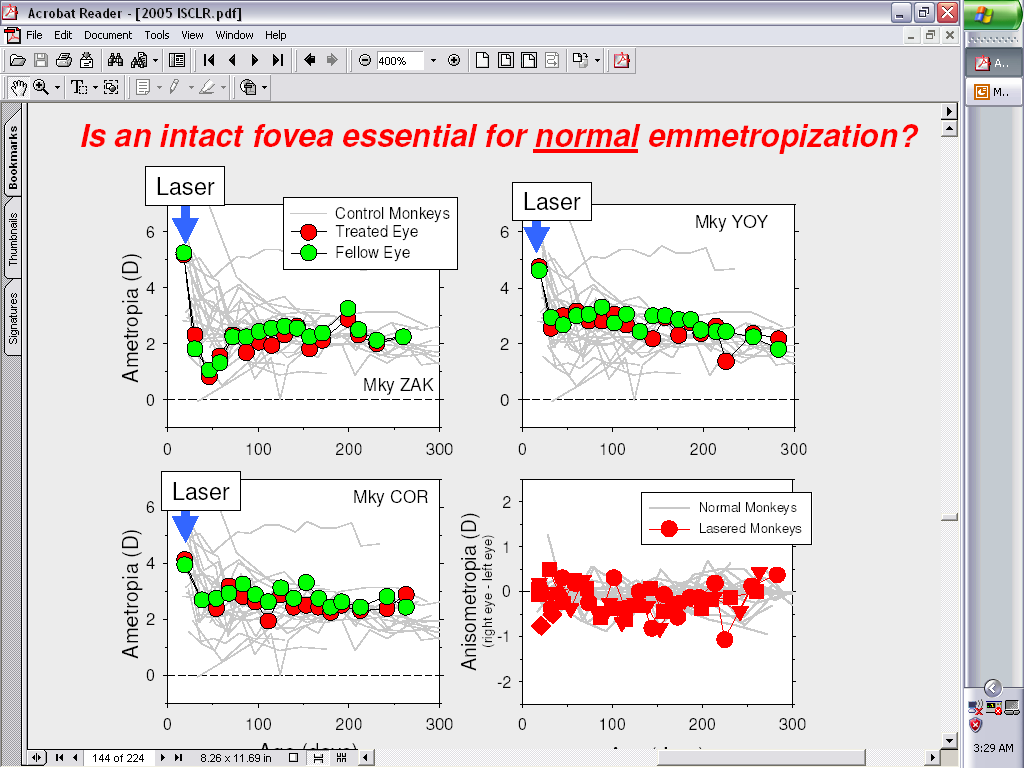 Acrobat Reader - [2005 ISCLR.pdf]
File Edit Document Tools View Window Help
400%
A..
M..
Bookmarks
Thumbnails
Signatures
Is an intact fovea essential for normal emmetropization?
Laser
Control Monkeys
Treated Eye
Fellow Eye
Ametropia (D)
6
4
2
0
Mky ZAK
0 100 200 300
Laser
Mky YOY
6
4
2
0
0 100 200 300
Laser
Mky COR
Ametropia (D)
6
4
2
0
0 100 200 300
Normal Monkeys
Lasered Monkeys
Anisometropia (D)
(right eye - left eye)
2
1
0
-1
-2
0 100 200 300
Age (days)
144 of 224 8.26 x 11.69 in
3:29 AM